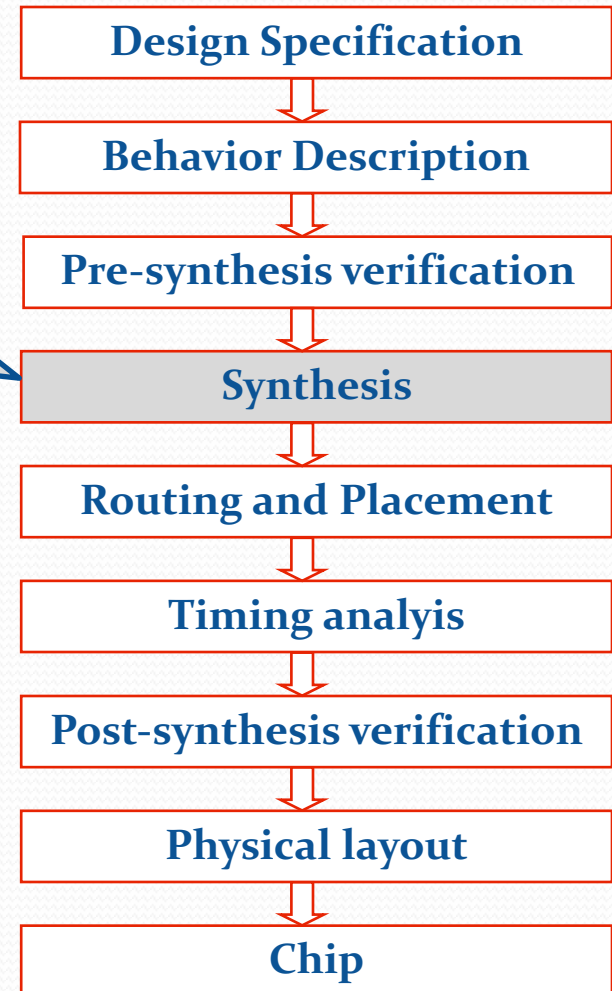 Design Specification
Behavior Description
Pre-synthesis verification
Synthesis
Routing and Placement
Timing analyis
Post-synthesis verification
Physical layout
Chip